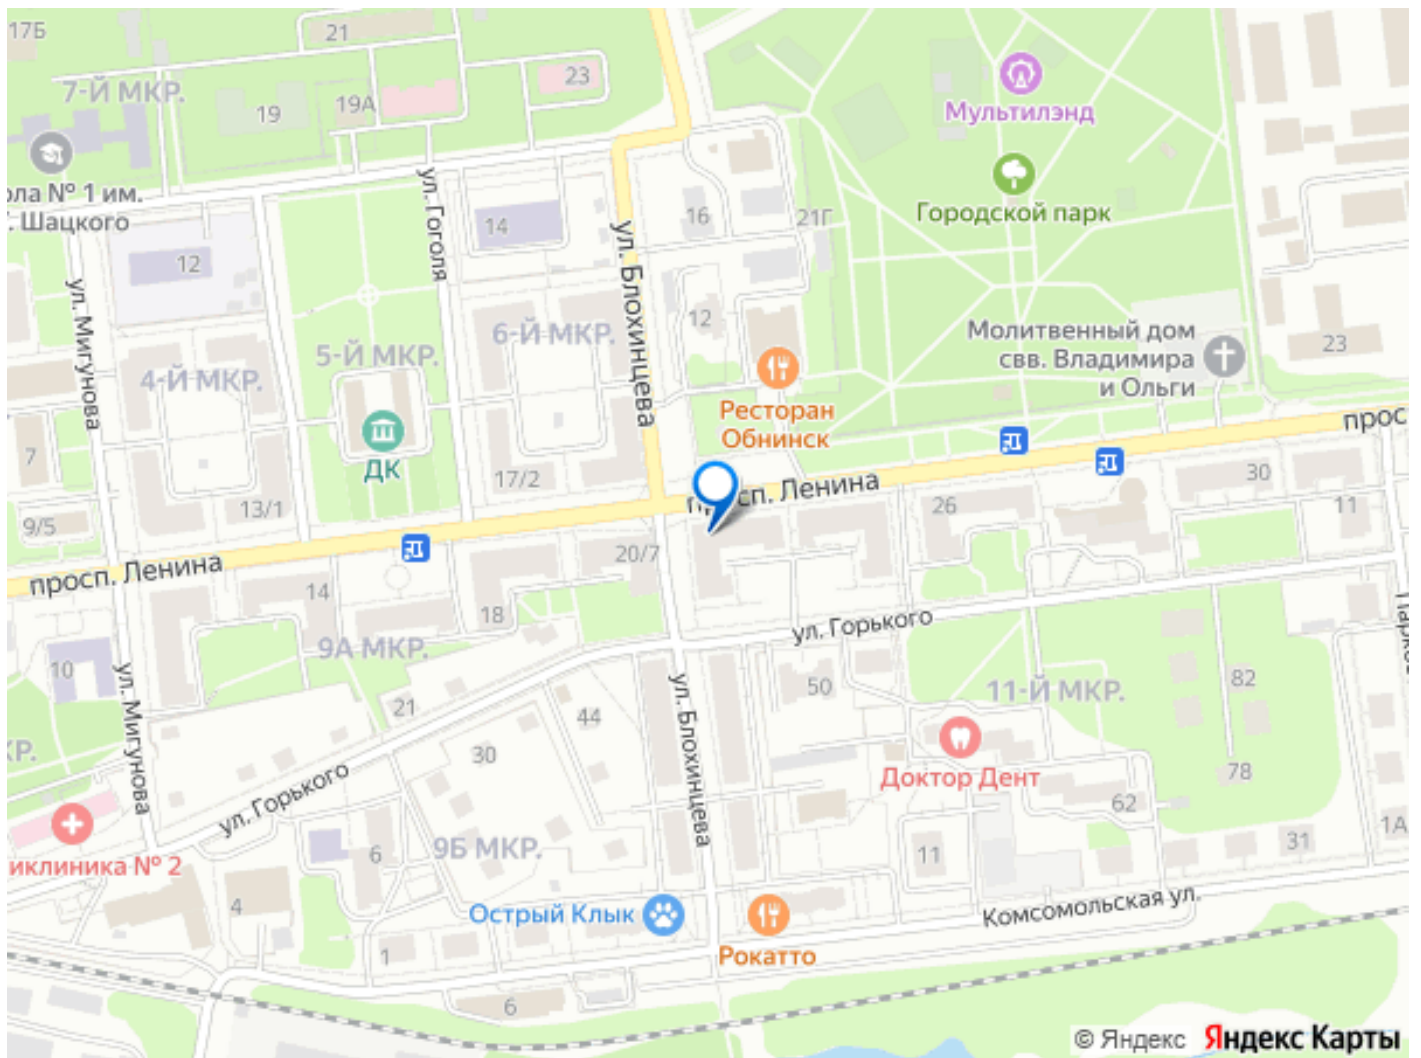 17Б
21
23
7-Й МКР.
19
19А
Мультилэнд
ола № 1 им.
. Шацкого
ул. Гоголя
14
16
21Г
Городской парк
12
ул. Мигунова
ул. Блохинцева
6-Й МКР.
12
5-Й МКР.
4-Й МКР.
Молитвенный дом
свв. Владимира
и Ольги
23
Ресторан
Обнинск
прос
7
ДК
17/2
13/1
9/5
просп. Ленина
30
26
11
20/7
просп. Ленина
14
18
9А МКР.
ул. Горького
10
ул. Мигунова
21
44
ул. Блохинцева
50
11-Й МКР.
82
КР.
30
ул. Горького
Доктор Дент
78
62
иклиника № 2
6
9Б МКР.
11
31
1А
4
Острый Клык
Комсомольская ул.
1
Рокатто
6
© Яндекс Яндекс Карты